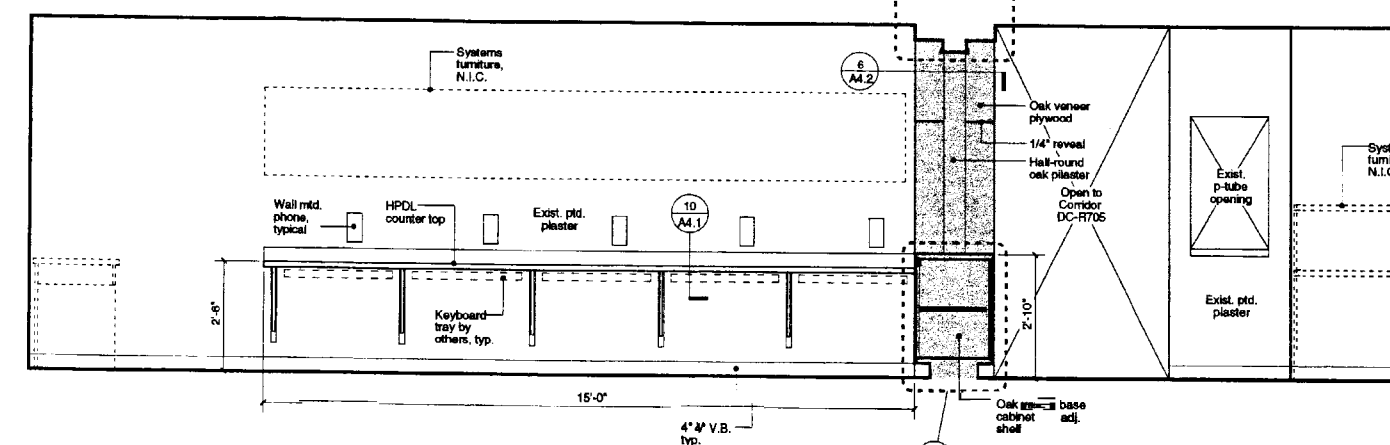 Systems
furniture,
N.I.C.
6
A4.2
Oak veneer
plywood
1/4" reveal
Half-round
oak pilaster
Open to
Corridor
DC-R705
Exist.
p-tube
opening
N.I.C.
Wall mtd.
phone,
typical
HPDL
counter top
Exist. ptd.
plaster
10
A4.1
2'-6"
Keyboard
tray by
others, typ.
2'-10"
Exist. ptd.
plaster
15'-0"
4" V.B.
typ.
Oak base
cabinet adj.
shelf